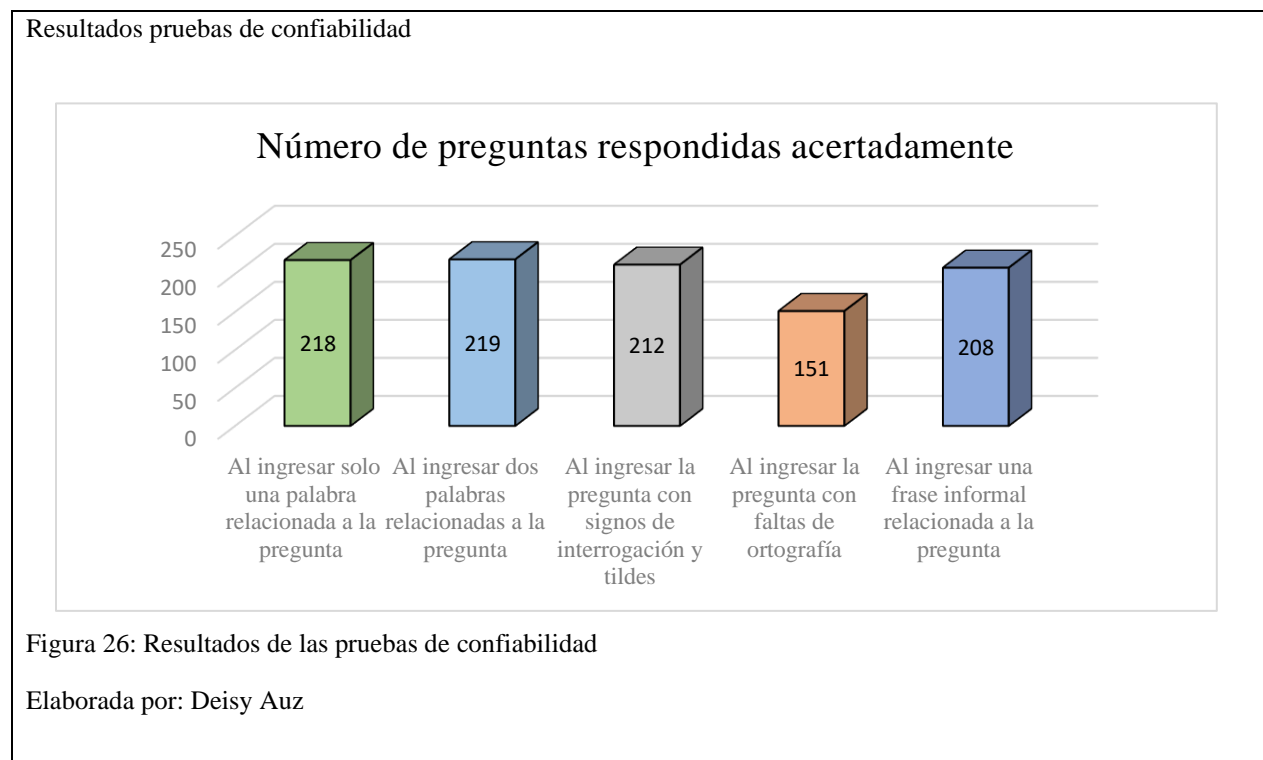 Resultados pruebas de confiabilidad
Número de preguntas respondidas acertadamente
250
200
150
100
50
0
218
219
212
151
208
Al ingresar solo
una palabra
relacionada a la
pregunta
Al ingresar dos
palabras
relacionadas a la
pregunta
Al ingresar la
pregunta con
signos de
interrogación y
tildes
Al ingresar la
pregunta con
faltas de
ortografía
Al ingresar una
frase informal
relacionada a la
pregunta
Figura 26: Resultados de las pruebas de confiabilidad
Elaborada por: Deisy Auz